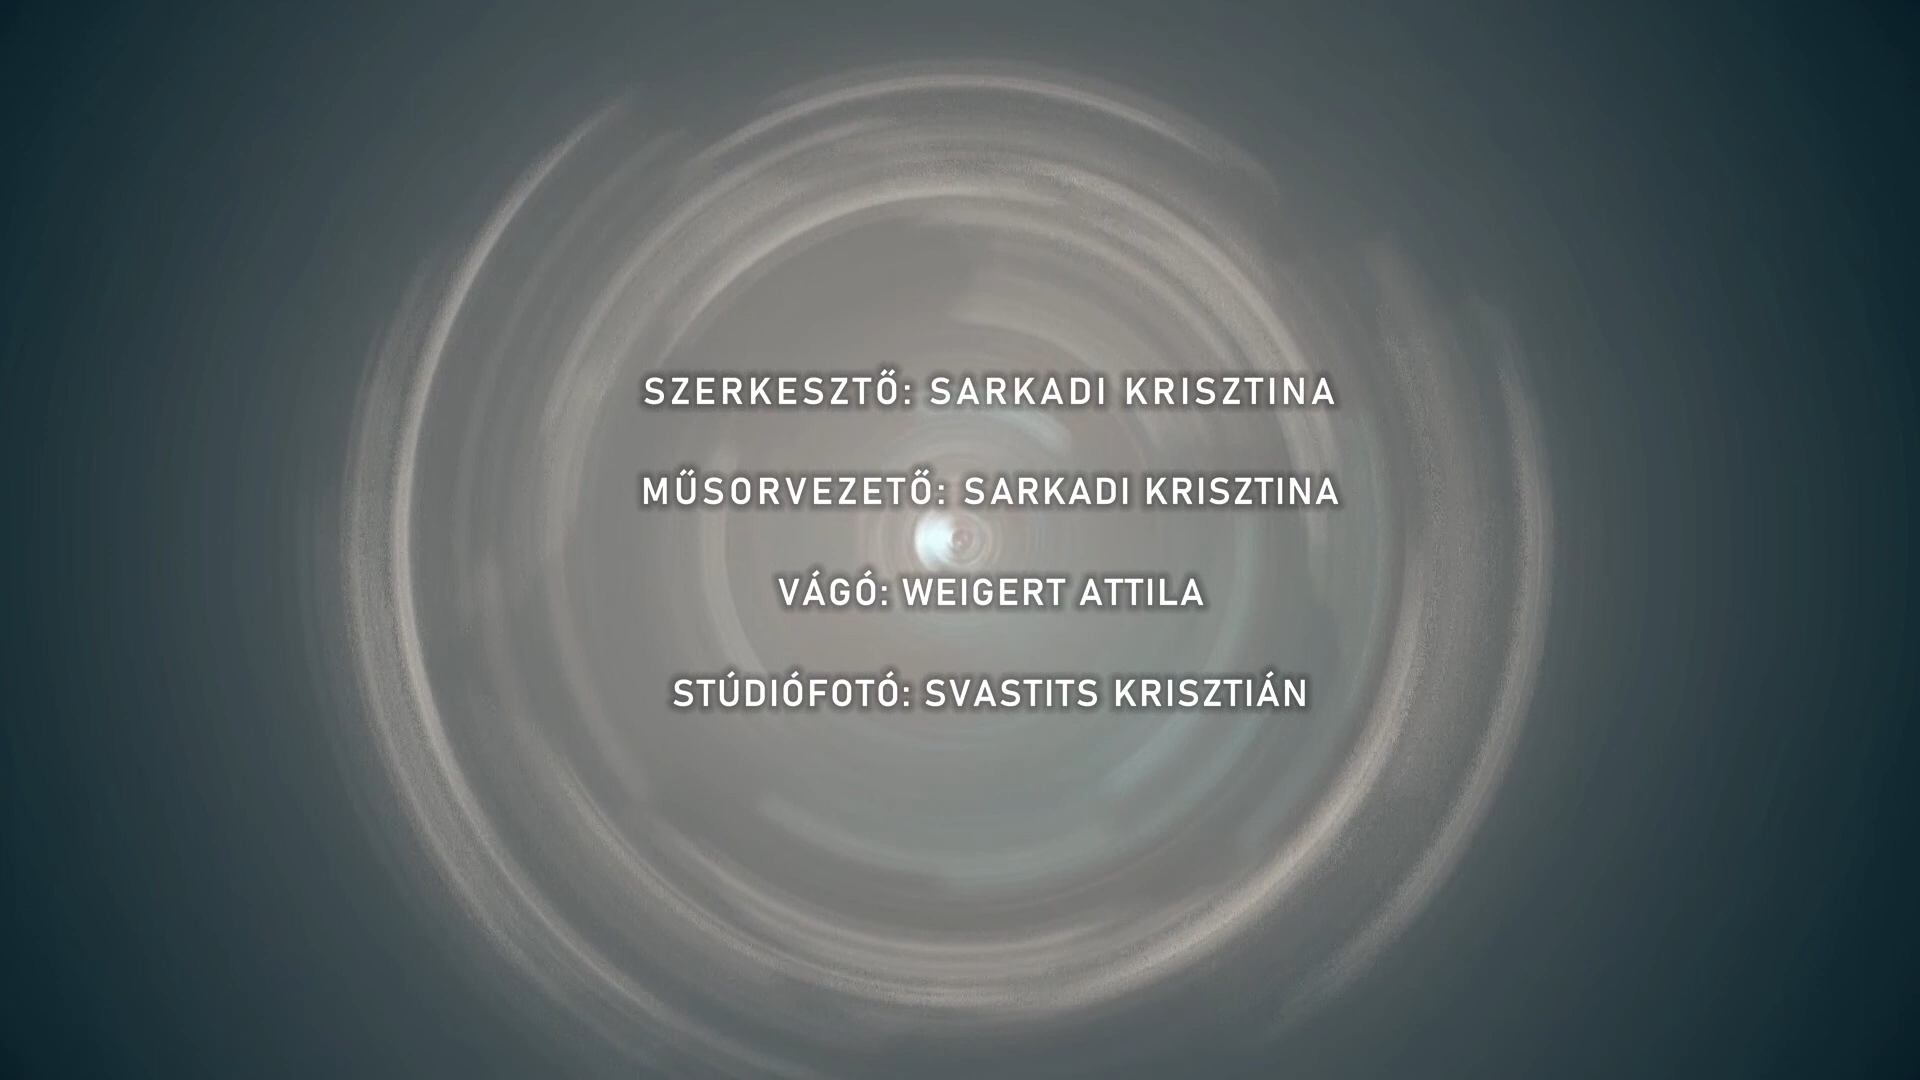 SZERKESZTŐ: SARKADI KRISZTINA
MŰSORVEZETŐ: SARKADI KRISZTINA
VÁGÓ: WEIGERT ATTILA
STÚDIÓFOTÓ: SVASTITS KRISZTIÁN